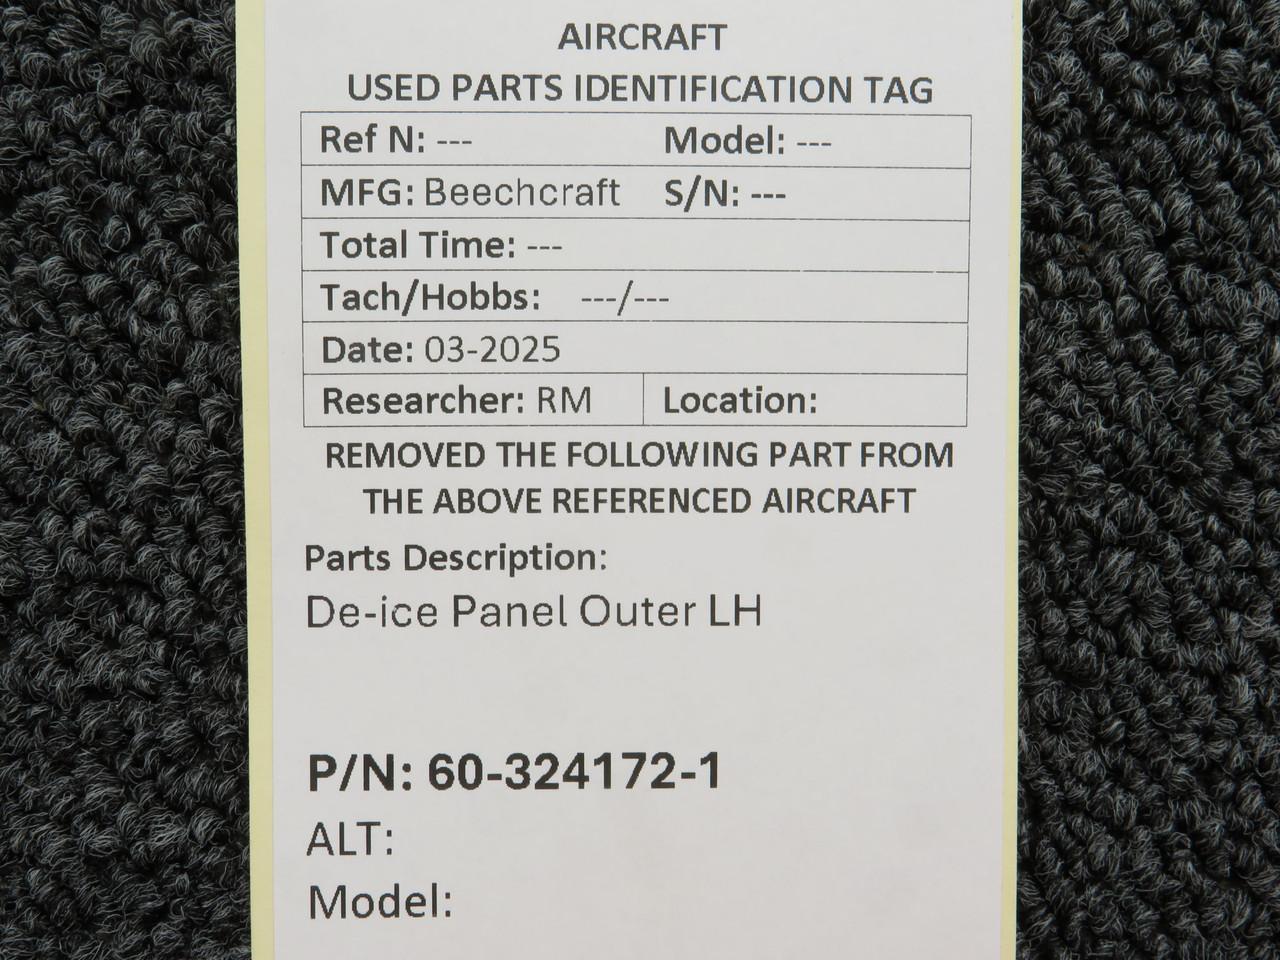 AIRCRAFT
USED PARTS IDENTIFICATION TAG
Ref N: --- Model: ---
MFG: Beechcraft S/N: ---
Total Time: ---
Tach/Hobbs: ---/---
Date: 03-2025
Researcher: RM Location:
REMOVED THE FOLLOWING PART FROM
THE ABOVE REFERENCED AIRCRAFT
Parts Description:
De-ice Panel Outer LH
P/N: 60-324172-1
ALT:
Model: